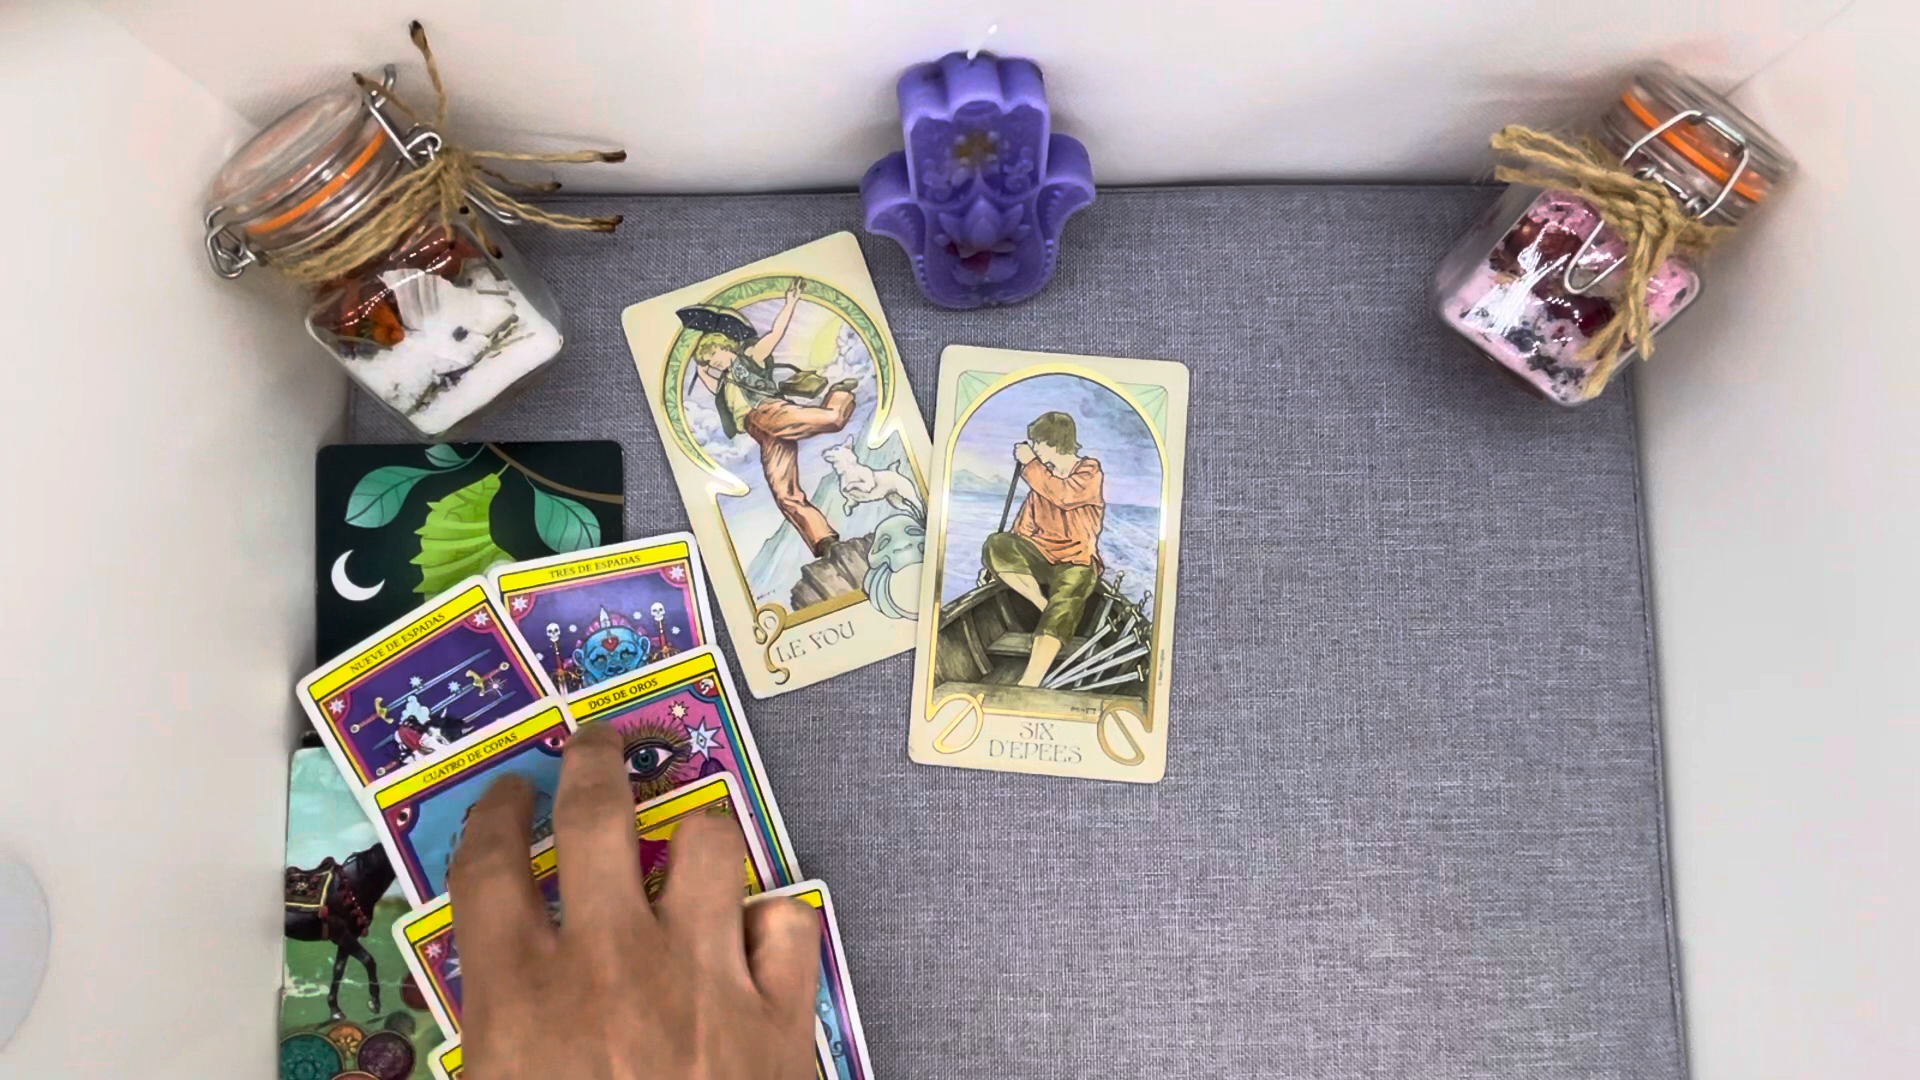 LE FOU
SIX
D'EPEES
TRES DE ESPADAS
NUEVE DE ESPADAS
DOS DE OROS
CUATRO DE COPAS